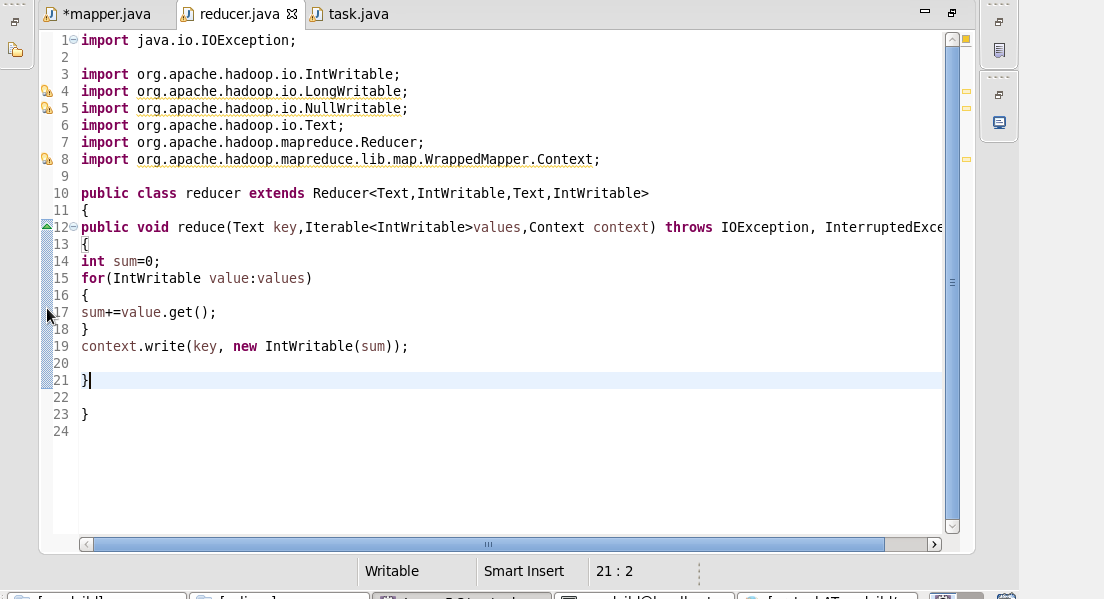 *mapper.java reducer.java task.java
1 import java.io.IOException;
2
3 import org.apache.hadoop.io.IntWritable;
4 import org.apache.hadoop.io.LongWritable;
5 import org.apache.hadoop.io.NullWritable;
6 import org.apache.hadoop.io.Text;
7 import org.apache.hadoop.mapreduce.Reducer;
8 import org.apache.hadoop.mapreduce.lib.map.WrappedMapper.Context;
9
10 public class reducer extends Reducer<Text,IntWritable,Text,IntWritable>
11 {
12 public void reduce(Text key,Iterable<IntWritable>values,Context context) throws IOException, InterruptedExce
13 {
14 int sum=0;
15 for(IntWritable value:values)
16 {
17 sum+=value.get();
18 }
19 context.write(key, new IntWritable(sum));
20
21 }
22
23 }
24
Writable Smart Insert 21 : 2